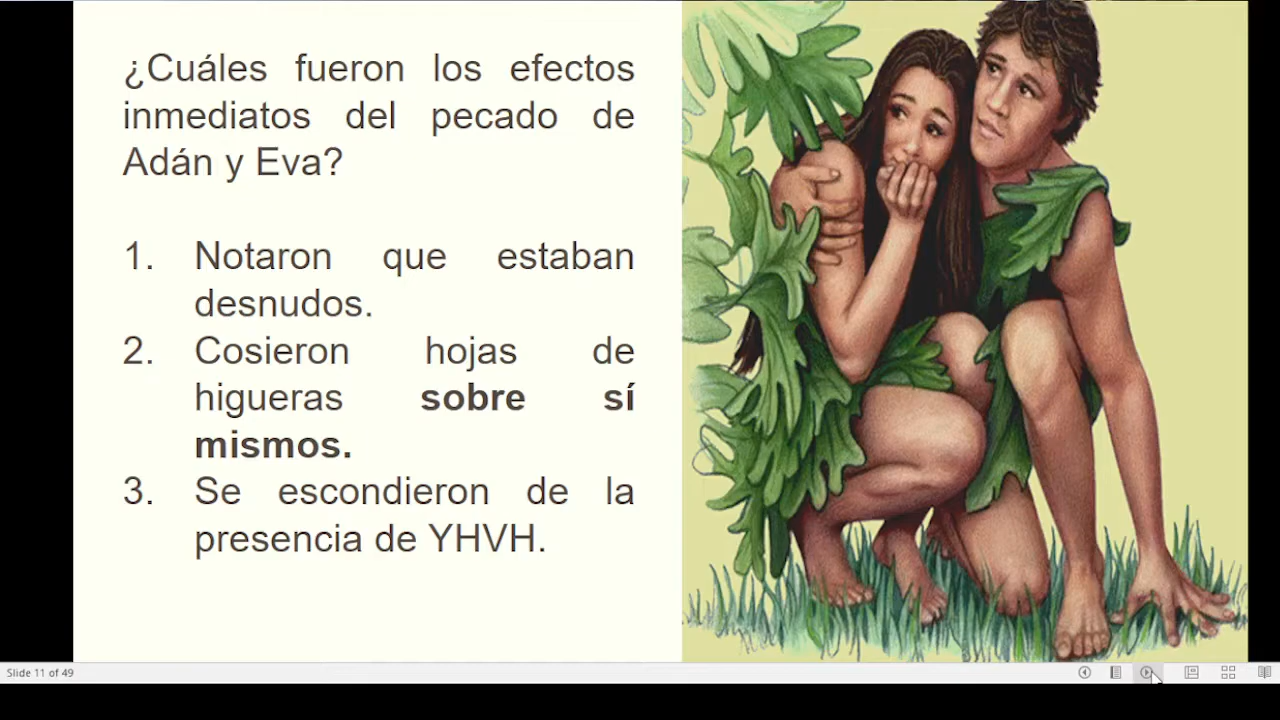 ¿Cuáles fueron los efectos
inmediatos del pecado de
Adán y Eva?
1. Notaron que estaban
desnudos.
2. Cosieron hojas de
higueras sobre sí
mismos.
3. Se escondieron de la
presencia de YHVH.
Slide 11 of 49